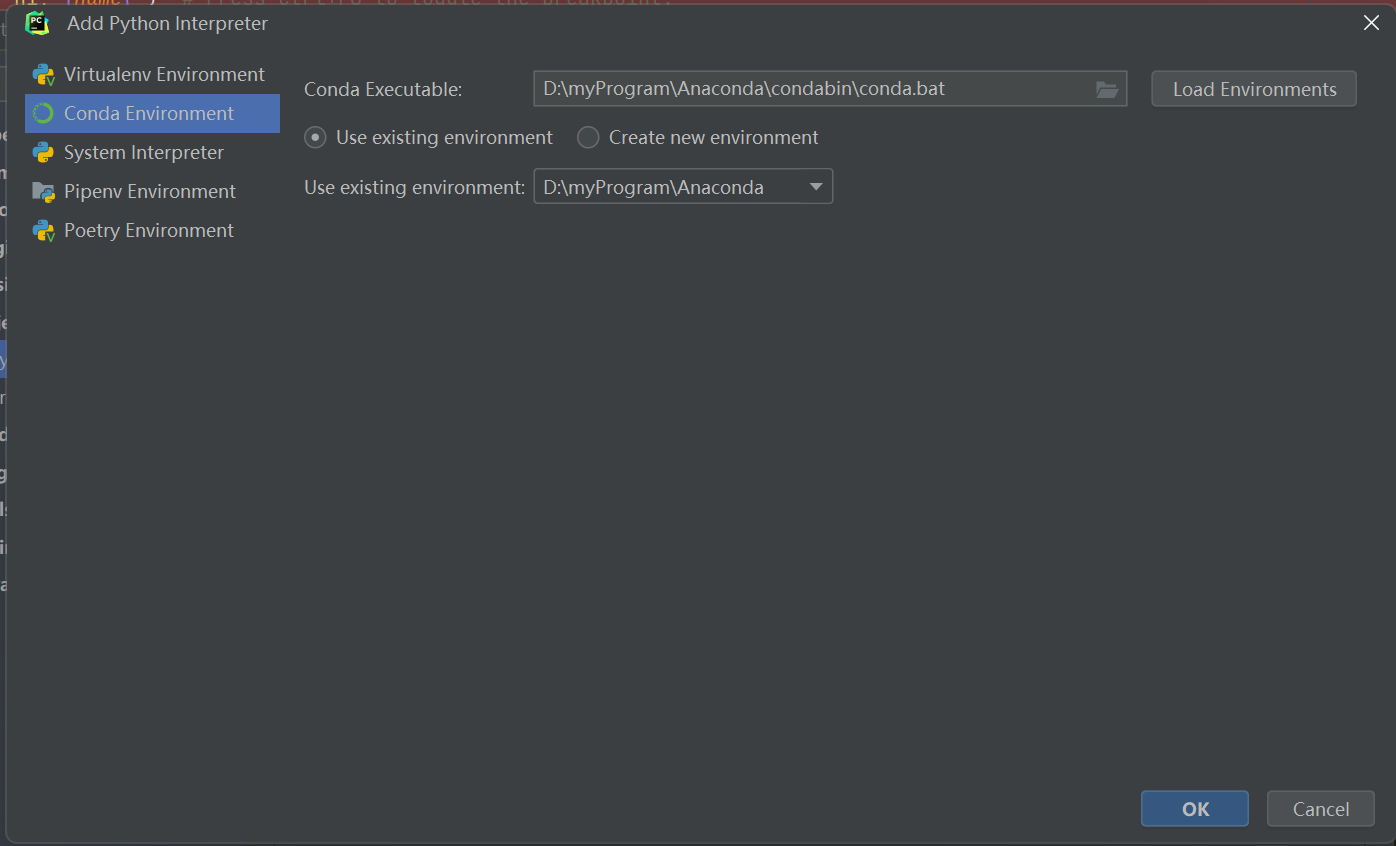 Add Python Interpreter
Virtualenv Environment
Conda Environment
System Interpreter
Pipenv Environment
Poetry Environment
Conda Executable: D:\myProgram\Anaconda\condabin\conda.bat Load Environments
Use existing environment Create new environment
Use existing environment: D:\myProgram\Anaconda
OK Cancel